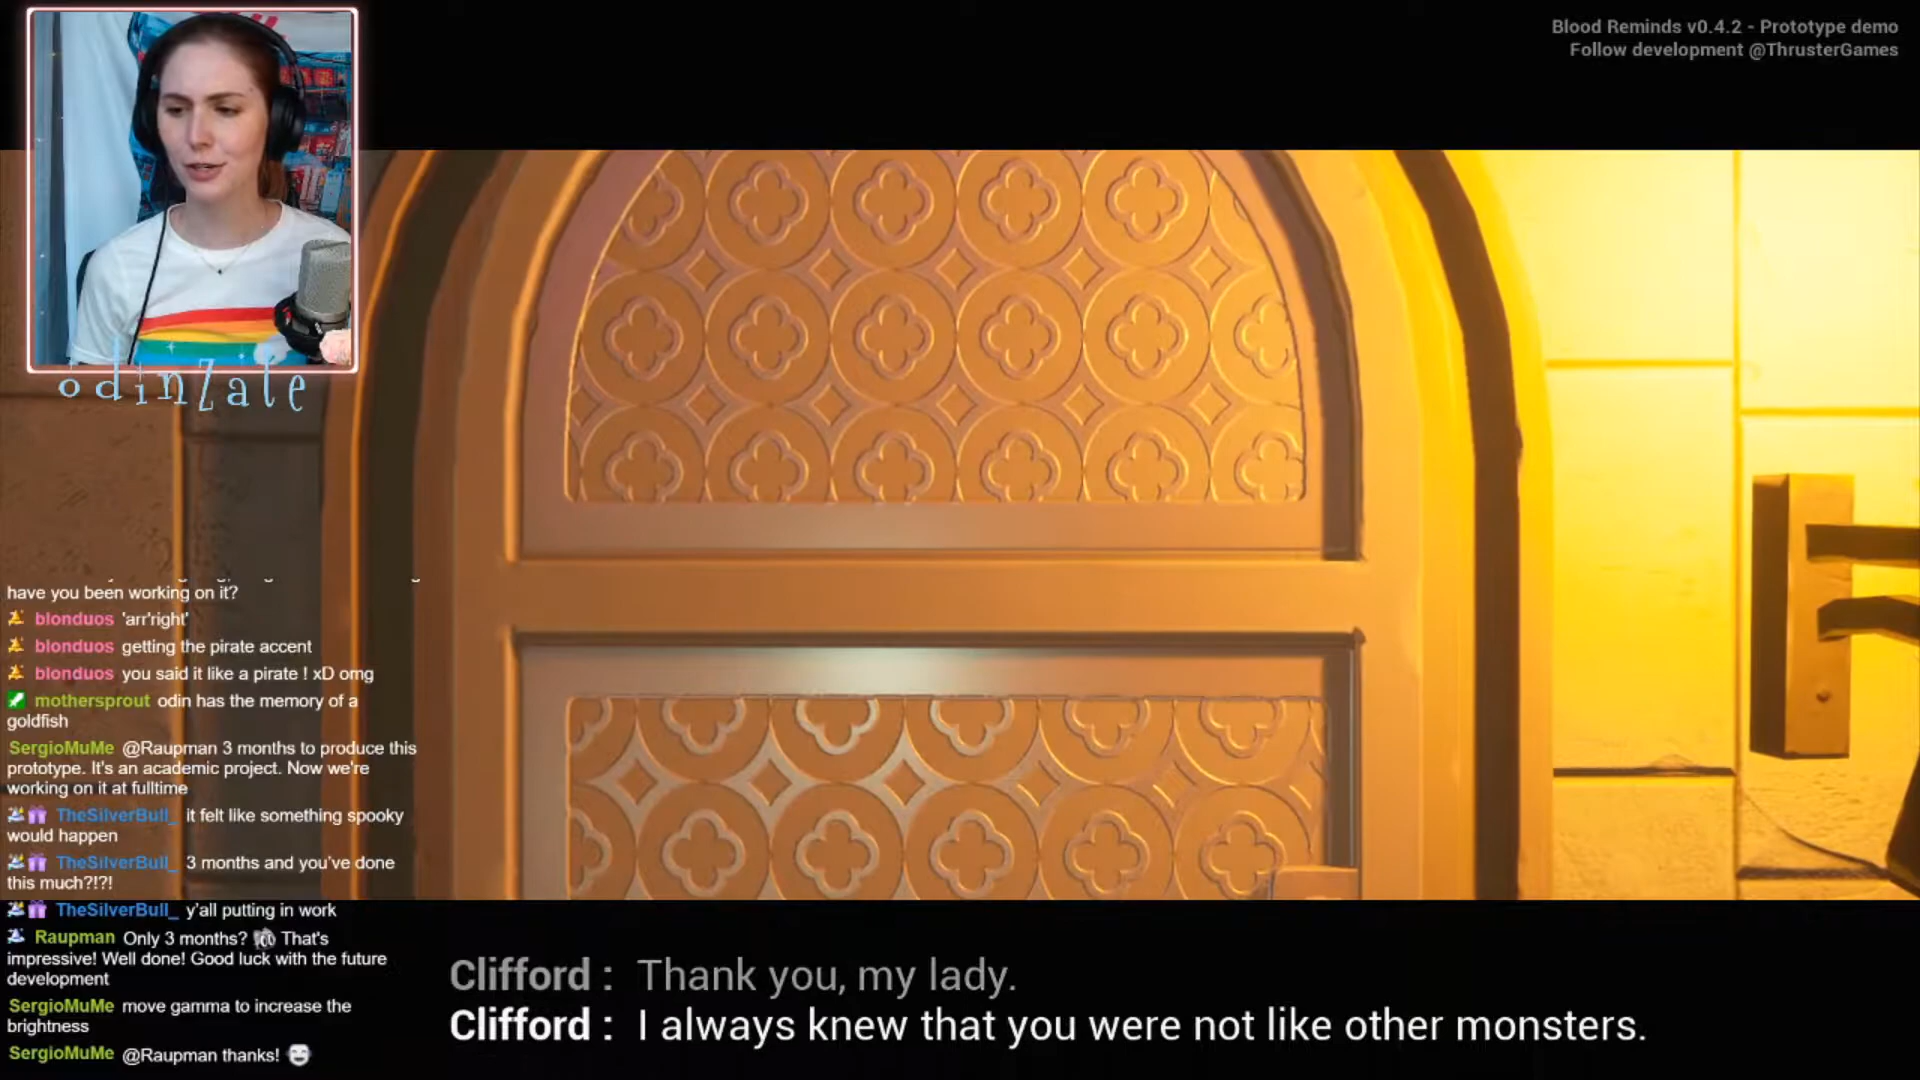 Blood Reminds v0.4.2 - Prototype demo
Follow development @ThrusterGames
odinzale
have you been working on it?
blonduos 'arr'right'
blonduos getting the pirate accent
blonduos you said it like a pirate ! xD omg
mothersprout odin has the memory of a
goldfish
SergioMuMe @Raupman 3 months to produce this
prototype. It's an academic project. Now we're
working on it at fulltime
TheSilverBull_ it felt like something spooky
would happen
TheSilverBull_ 3 months and you've done
this much?!?!
TheSilverBull_ y'all putting in work
Raupman Only 3 months? That's
impressive! Well done! Good luck with the future
development
SergioMuMe move gamma to increase the
brightness
SergioMuMe @Raupman thanks!
Clifford : Thank you, my lady.
Clifford : I always knew that you were not like other monsters.